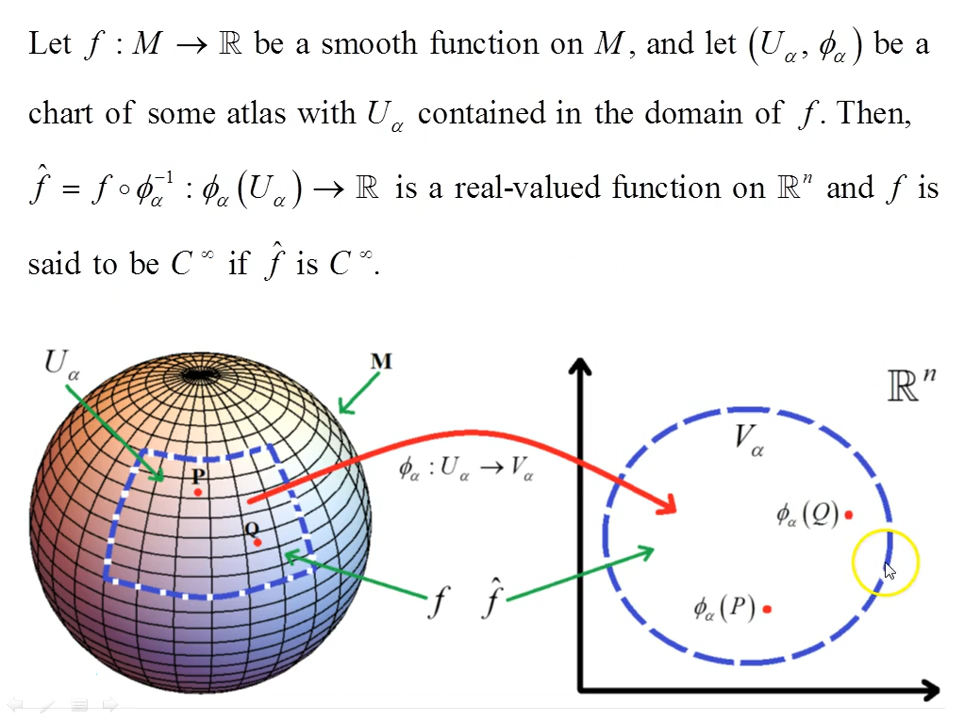 Let f : M → ℝ be a smooth function on M, and let (U_α, ϕ_α) be a
chart of some atlas with U_α contained in the domain of f. Then,
f̂ = f ∘ ϕ_α⁻¹ : ϕ_α(U_α) → ℝ is a real-valued function on ℝⁿ and f is
said to be C^∞ if f̂ is C^∞.
U_α
M
ℝⁿ
V_α
ϕ_α : U_α → V_α
P
ϕ_α(Q)
Q
f f̂
ϕ_α(P)